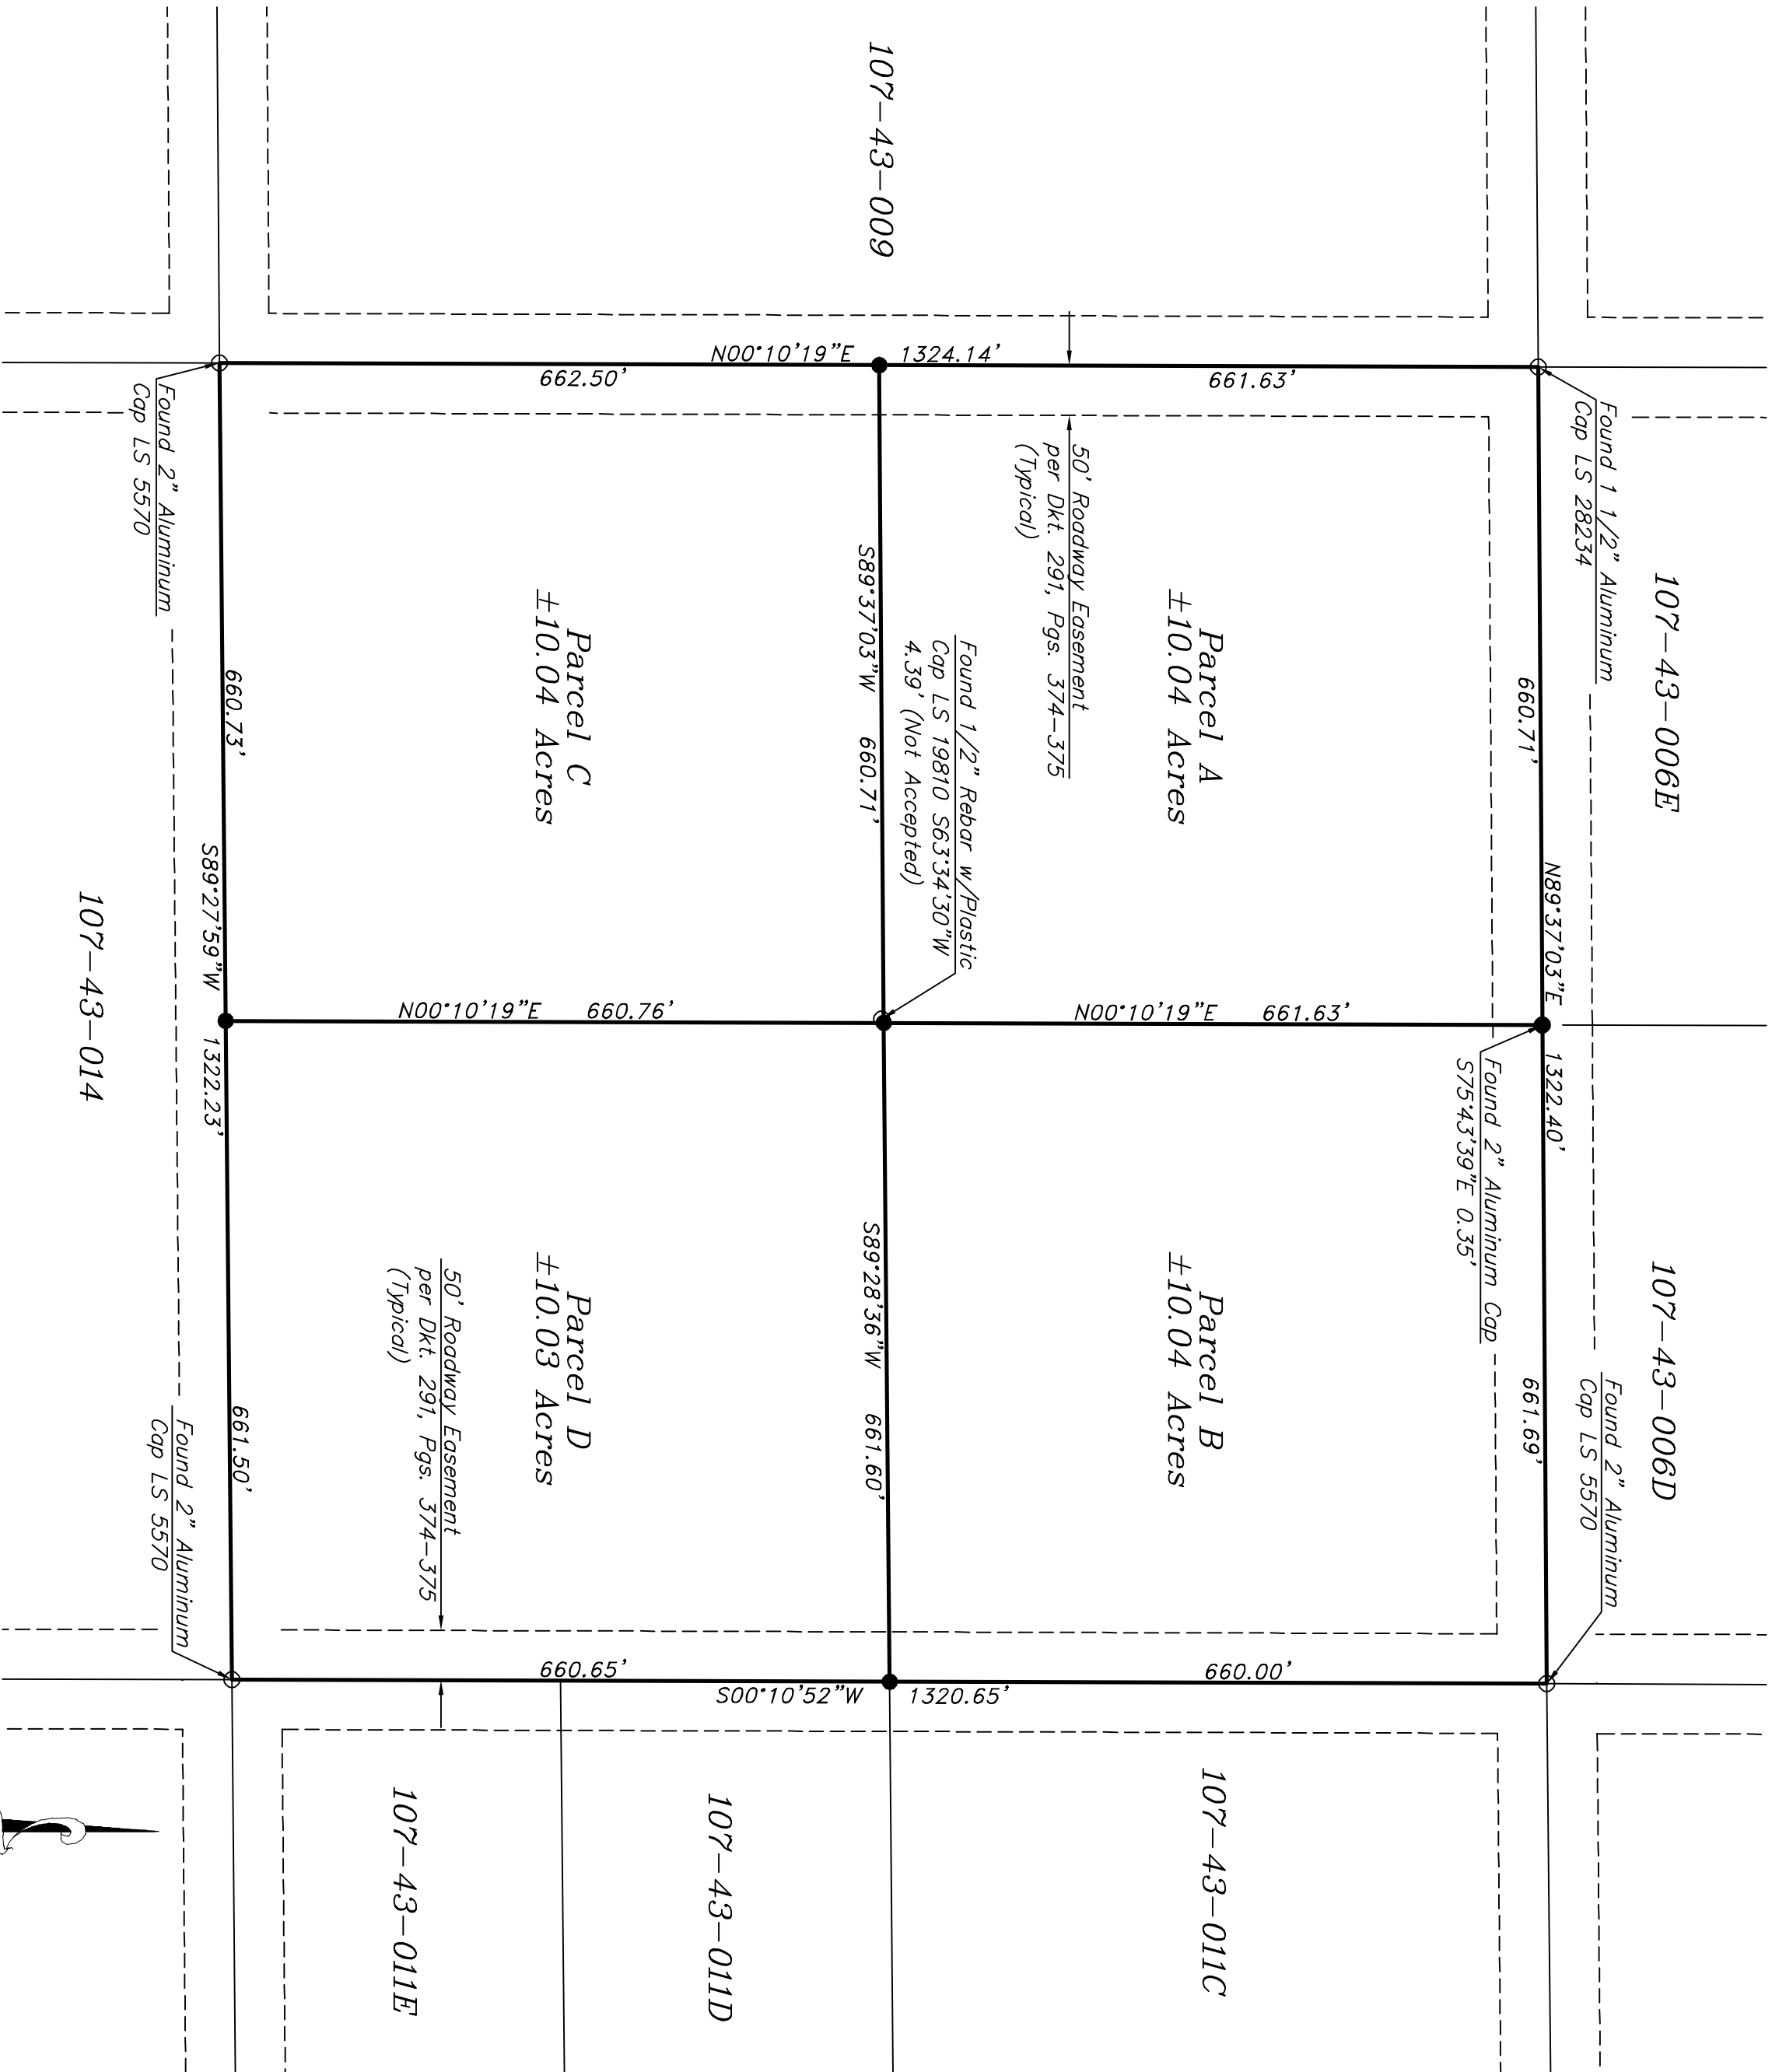 107-43-006E
107-43-006D
Found 1 1/2" Aluminum
Cap LS 28234
Found 2" Aluminum
Cap LS 5570
N89°37'03"E 1322.40'
660.71'
661.69'
Found 2" Aluminum Cap
S75°43'39"E 0.35'
107-43-009
N00°10'19"E 1324.14'
661.63'
662.50'
Parcel A
±10.04 Acres
50' Roadway Easement
per Dkt. 291, Pgs. 374-375
(Typical)
N00°10'19"E 661.63'
Parcel B
±10.04 Acres
660.00'
107-43-011C
Found 1/2" Rebar w/Plastic
Cap LS 19810 S63°34'30"W
4.39' (Not Accepted)
S89°37'03"W 660.71'
S89°28'36"W 661.60'
S00°10'52"W 1320.65'
Parcel C
±10.04 Acres
N00°10'19"E 660.76'
Parcel D
±10.03 Acres
50' Roadway Easement
per Dkt. 291, Pgs. 374-375
(Typical)
660.65'
107-43-011D
107-43-011E
660.73'
661.50'
S89°27'59"W 1322.23'
Found 2" Aluminum
Cap LS 5570
Found 2" Aluminum
Cap LS 5570
107-43-014